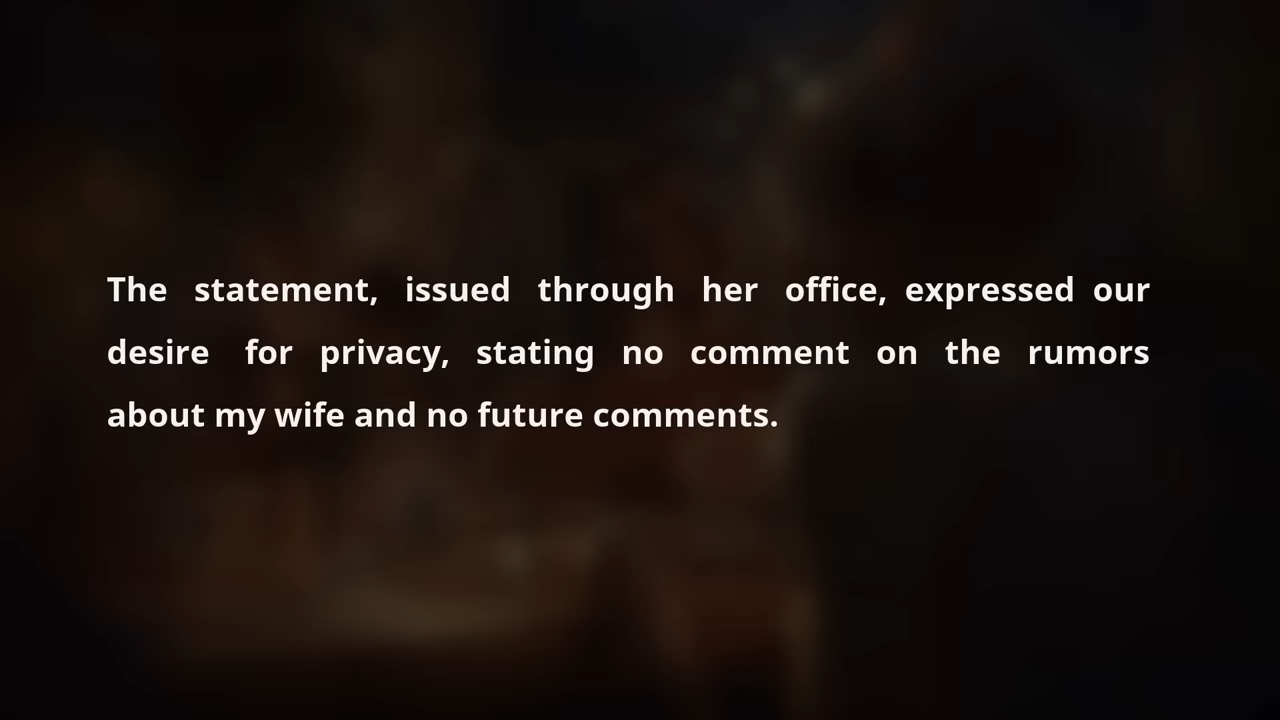 The statement, issued through her office, expressed our
desire for privacy, stating no comment on the rumors
about my wife and no future comments.